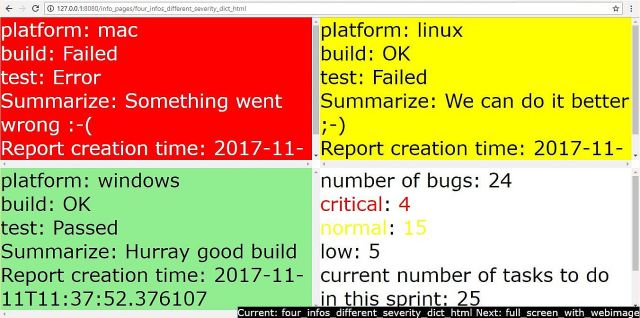 127.0.0.1:8080/info_pages/four_infos_different_severity_dict_html
platform: mac
build: Failed
test: Error
Summarize: Something went
wrong :-(
Report creation time: 2017-11-
platform: linux
build: OK
test: Failed
Summarize: We can do it better
;-)
Report creation time: 2017-11-
platform: windows
build: OK
test: Passed
Summarize: Hurray good build
Report creation time: 2017-11-
11T11:37:52.376107
number of bugs: 24
critical: 4
normal: 15
low: 5
current number of tasks to do
in this sprint: 25
Current: four_infos_different_severity_dict_html Next: full_screen_with_webimage